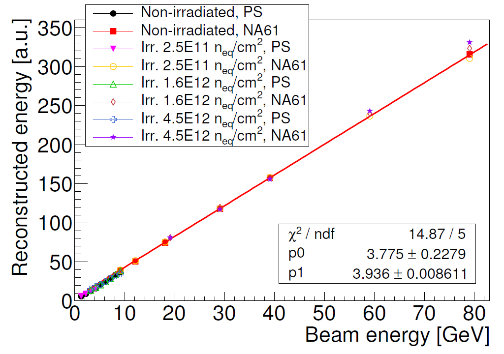 Non-irradiated, PS
Non-irradiated, NA61
Irr. 2.5E11 n_eq/cm², PS
Irr. 2.5E11 n_eq/cm², NA61
Irr. 1.6E12 n_eq/cm², PS
Irr. 1.6E12 n_eq/cm², NA61
Irr. 4.5E12 n_eq/cm², PS
Irr. 4.5E12 n_eq/cm², NA61
Reconstructed energy [a.u.]
350
300
250
200
150
100
50
0
χ² / ndf 14.87 / 5
p0 3.775 ± 0.2279
p1 3.936 ± 0.008611
0 10 20 30 40 50 60 70 80
Beam energy [GeV]